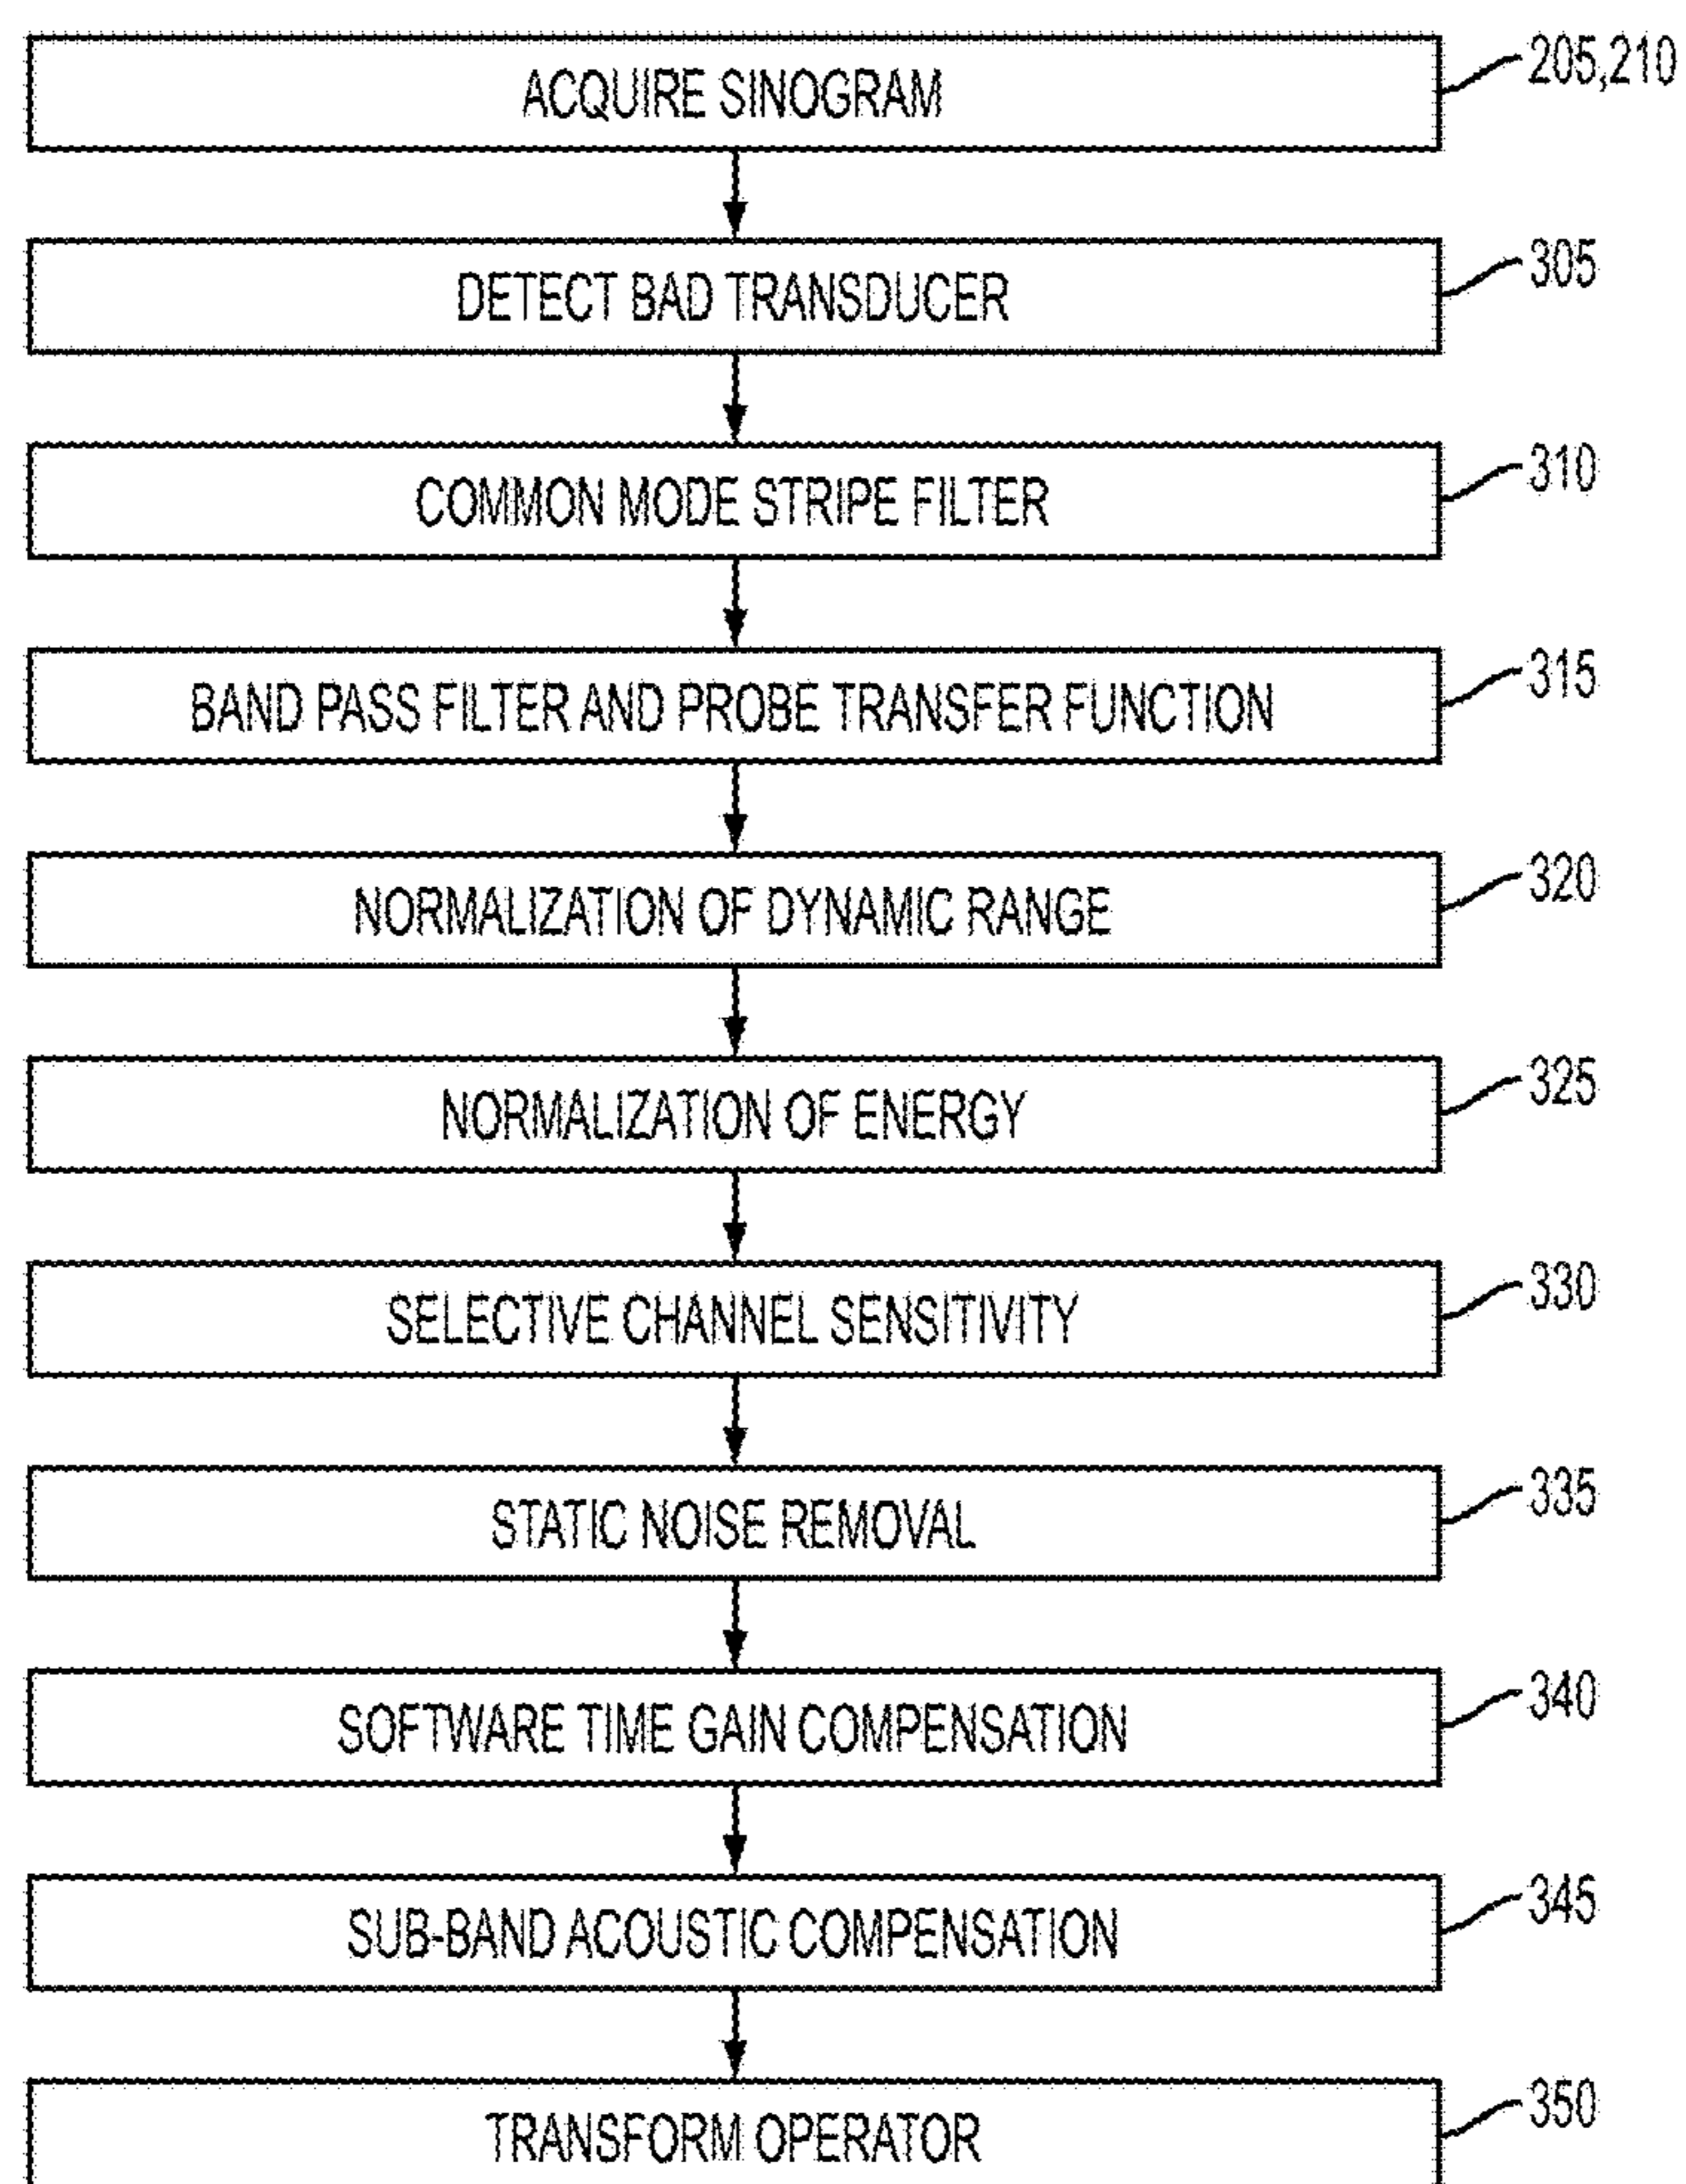 ACQUIRE SINOGRAM
205,210
DETECT BAD TRANSDUCER
305
COMMON MODE STRIPE FILTER
310
BAND PASS FILTER AND PROBE TRANSFER FUNCTION
315
NORMALIZATION OF DYNAMIC RANGE
320
NORMALIZATION OF ENERGY
325
SELECTIVE CHANNEL SENSITIVITY
330
STATIC NOISE REMOVAL
335
SOFTWARE TIME GAIN COMPENSATION
340
SUB-BAND ACOUSTIC COMPENSATION
345
TRANSFORM OPERATOR
350